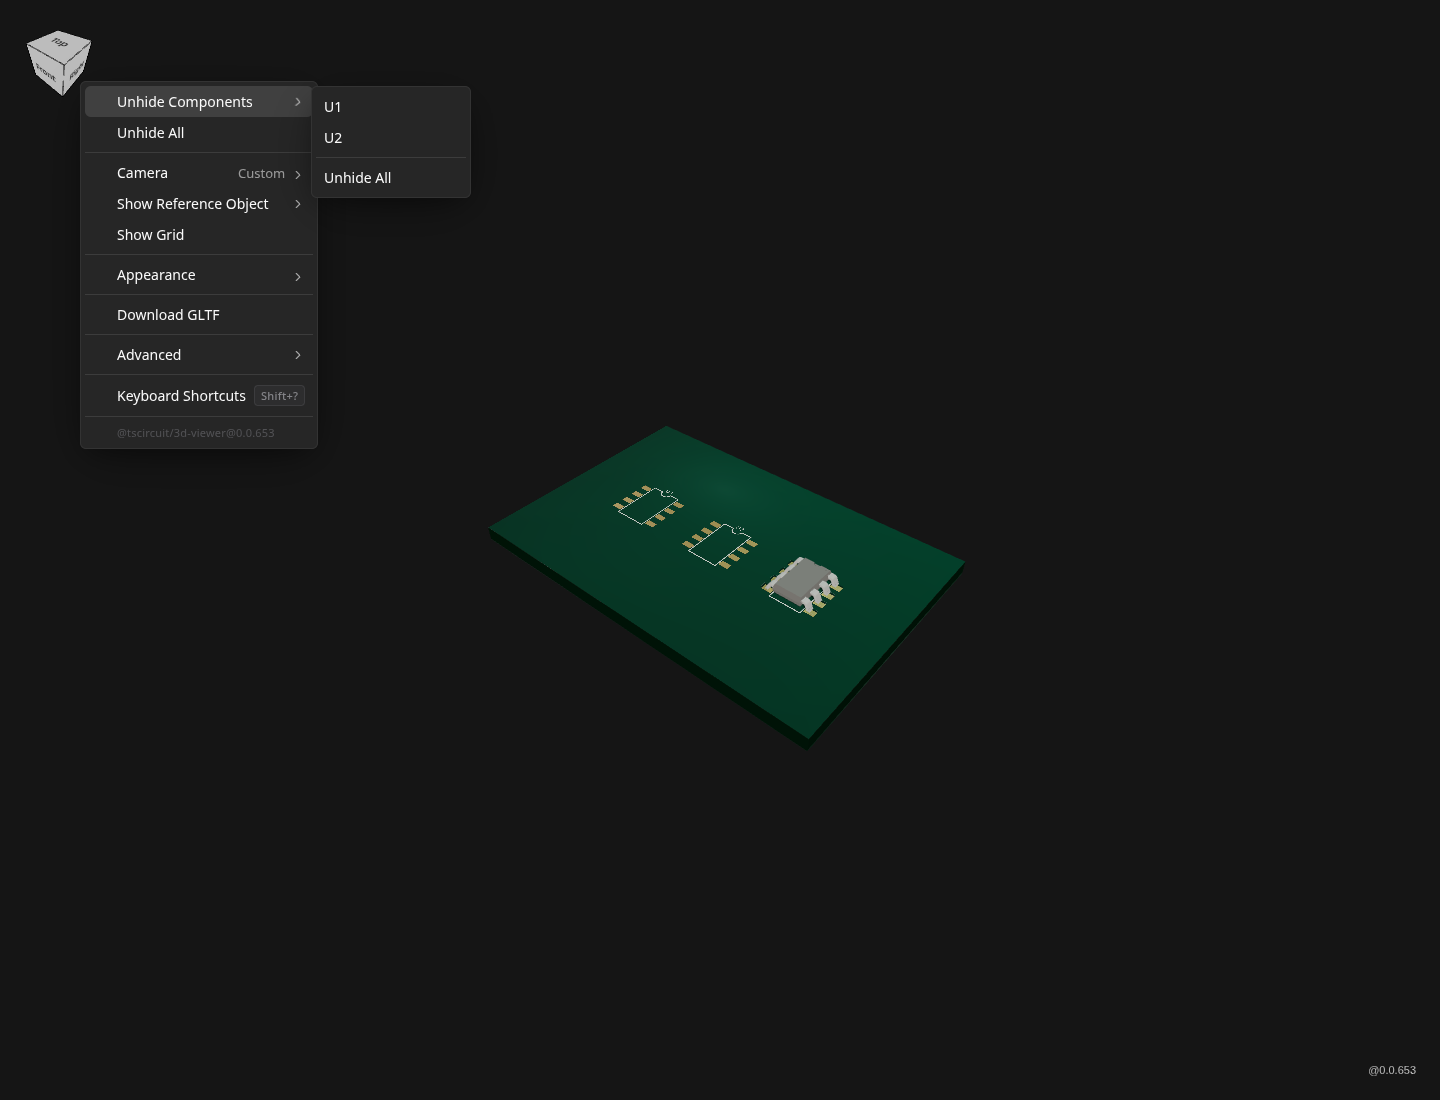 Top
Front
Right
Unhide Components
Unhide All
Camera Custom
Show Reference Object
Show Grid
Appearance
Download GLTF
Advanced
Keyboard Shortcuts Shift+?
@tscircuit/3d-viewer@0.0.653
U1
U2
Unhide All
@0.0.653